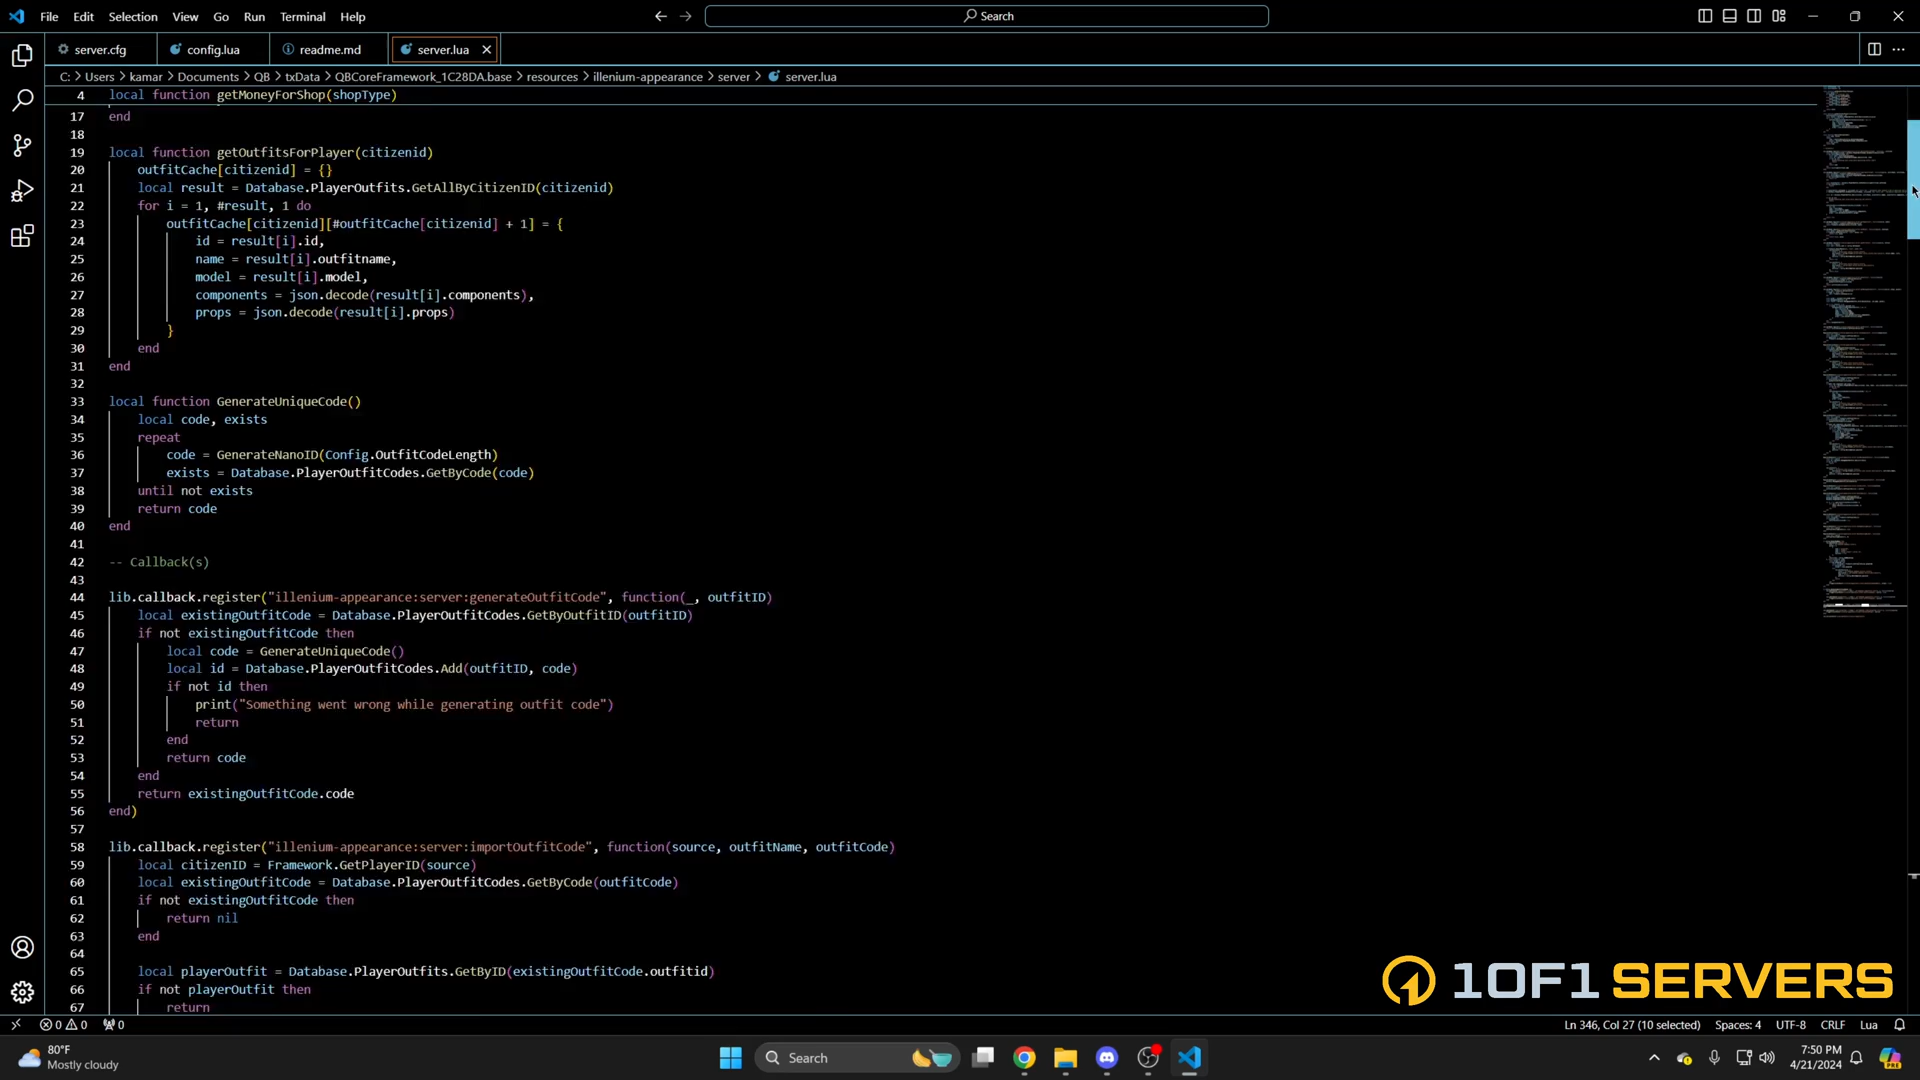 File Edit Selection View Go Run Terminal Help
Search
server.cfg config.lua readme.md server.lua
C: > Users > kamar > Documents > QB > txData > QBCoreFramework_1C28DA.base > resources > illenium-appearance > server > server.lua
4 local function getMoneyForShop(shopType)
17 end
18
19 local function getOutfitsForPlayer(citizenid)
20 outfitCache[citizenid] = {}
21 local result = Database.PlayerOutfits.GetAllByCitizenID(citizenid)
22 for i = 1, #result, 1 do
23 outfitCache[citizenid][#outfitCache[citizenid] + 1] = {
24 id = result[i].id,
25 name = result[i].outfitname,
26 model = result[i].model,
27 components = json.decode(result[i].components),
28 props = json.decode(result[i].props)
29 }
30 end
31 end
32
33 local function GenerateUniqueCode()
34 local code, exists
35 repeat
36 code = GenerateNanoID(Config.OutfitCodeLength)
37 exists = Database.PlayerOutfitCodes.GetByCode(code)
38 until not exists
39 return code
40 end
41
42 -- Callback(s)
43
44 lib.callback.register("illenium-appearance:server:generateOutfitCode", function(_, outfitID)
45 local existingOutfitCode = Database.PlayerOutfitCodes.GetByOutfitID(outfitID)
46 if not existingOutfitCode then
47 local code = GenerateUniqueCode()
48 local id = Database.PlayerOutfitCodes.Add(outfitID, code)
49 if not id then
50 print("Something went wrong while generating outfit code")
51 return
52 end
53 return code
54 end
55 return existingOutfitCode.code
56 end)
57
58 lib.callback.register("illenium-appearance:server:importOutfitCode", function(source, outfitName, outfitCode)
59 local citizenID = Framework.GetPlayerID(source)
60 local existingOutfitCode = Database.PlayerOutfitCodes.GetByCode(outfitCode)
61 if not existingOutfitCode then
62 return nil
63 end
64
65 local playerOutfit = Database.PlayerOutfits.GetByID(existingOutfitCode.outfitid)
66 if not playerOutfit then
67 return
1OF1 SERVERS
0 0 0 Ln 346, Col 27 (10 selected) Spaces: 4 UTF-8 CRLF Lua
80°F
Mostly cloudy
Search
7:50 PM
4/21/2024
PRE